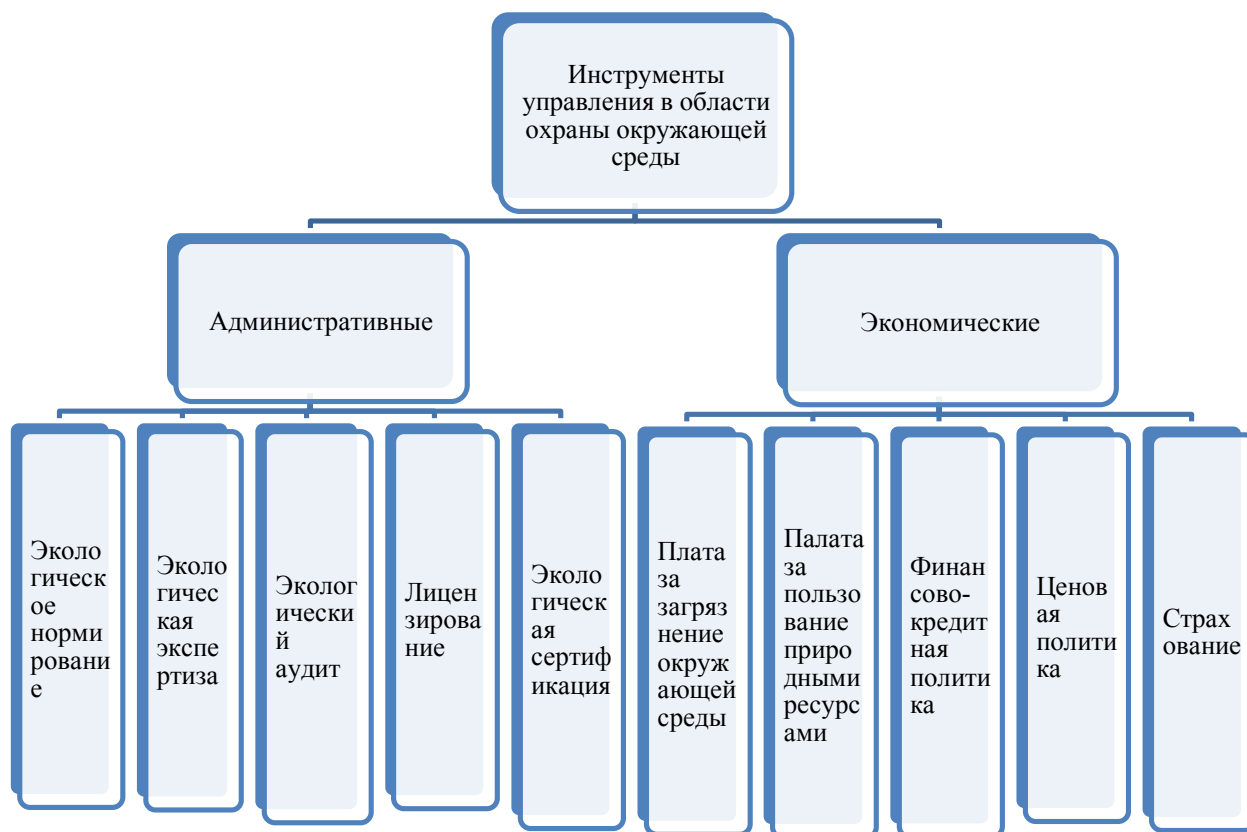 Инструменты
управления в области
охраны окружающей
среды
Административные
Экономические
Эколо
гическ
ое
норми
ровани
е
Эколо
гичес
кая
экспе
ртиза
Эколог
ически
й
аудит
Лицен
зирова
ние
Эколо
гическ
ая
сертиф
икация
Плата
за
загряз
нение
окруж
ающей
среды
Палата
за
пользо
вание
приро
дными
ресурс
ами
Финан
сово-
кредит
ная
полити
ка
Ценов
ая
полити
ка
Страх
ование